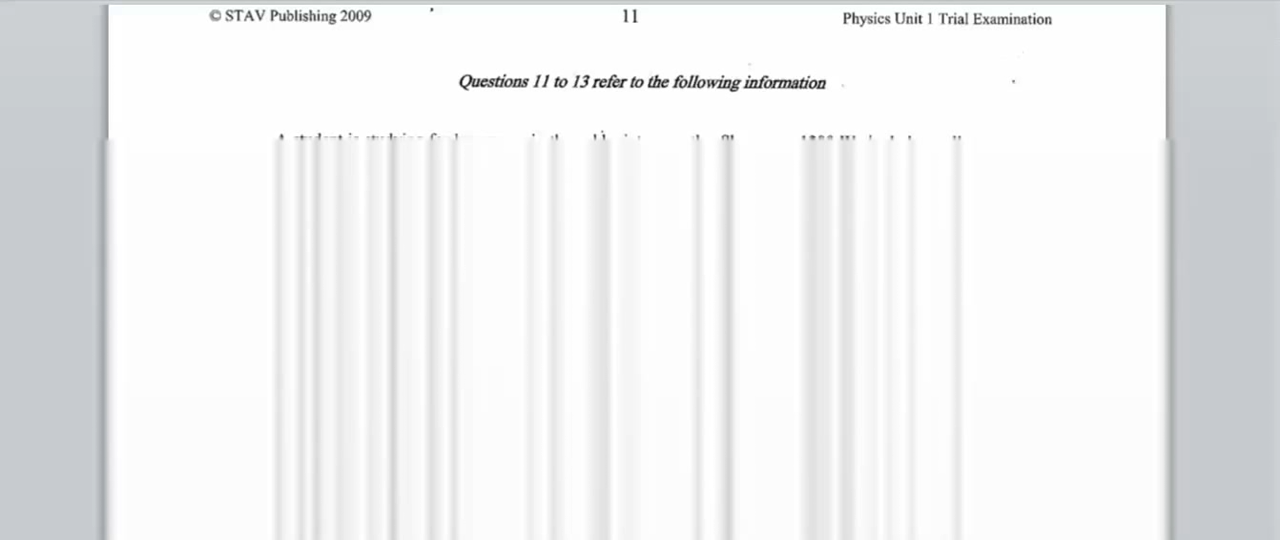 © STAV Publishing 2009 11 Physics Unit 1 Trial Examination
Questions 11 to 13 refer to the following information